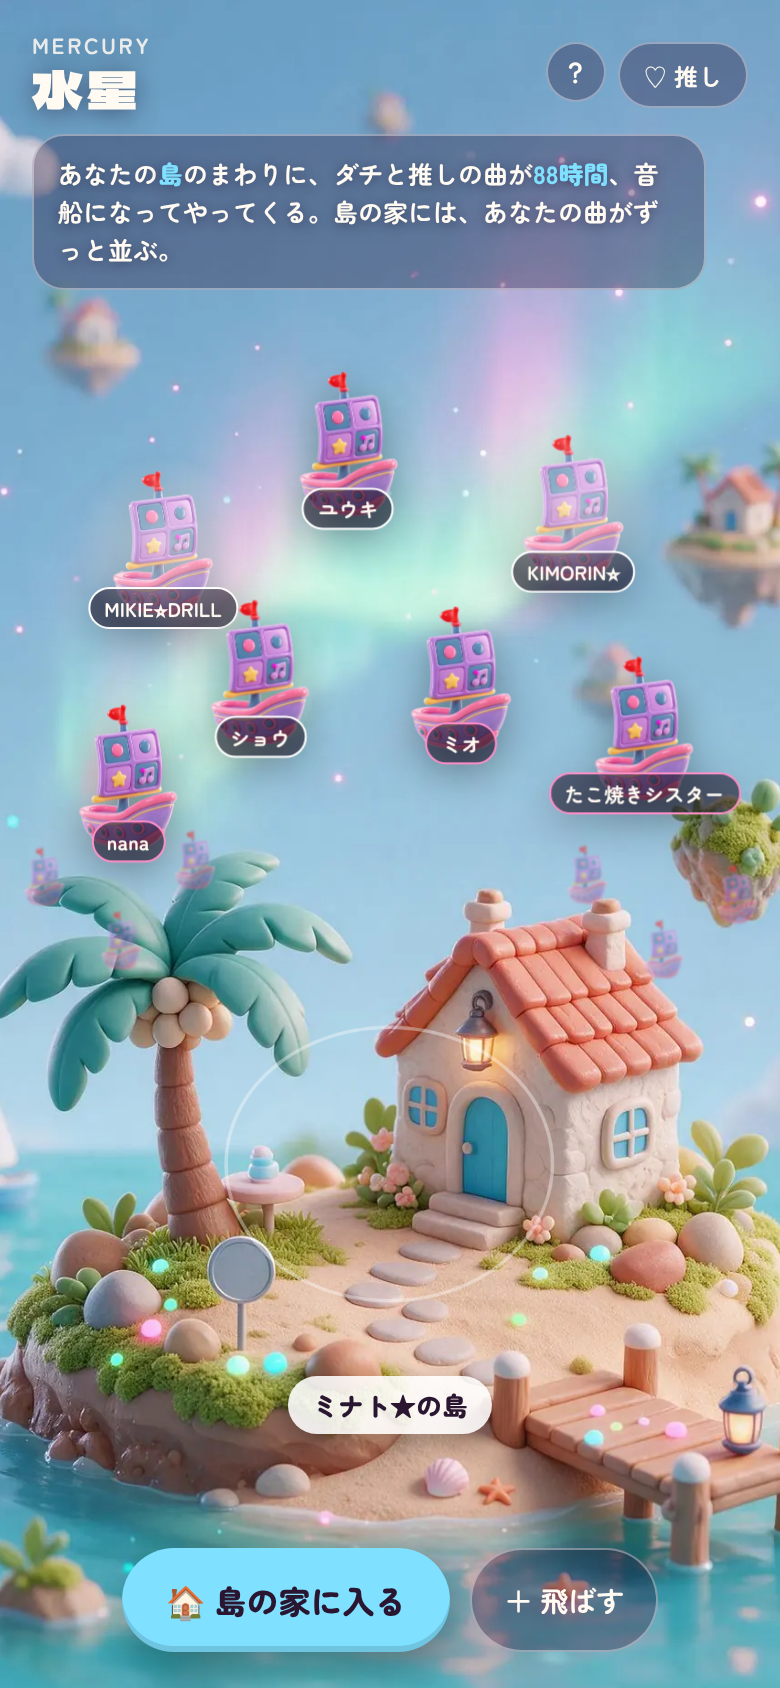 MERCURY
水星
?
♡ 推し
あなたの島のまわりに、ダチと推しの曲が88時間、音
船になってやってくる。島の家には、あなたの曲がず
っと並ぶ。
ユウキ
KIMORIN★
MIKIE★DRILL
ショウ
ミオ
たこ焼きシスター
nana
ミナト★の島
🏠 島の家に入る
＋ 飛ばす